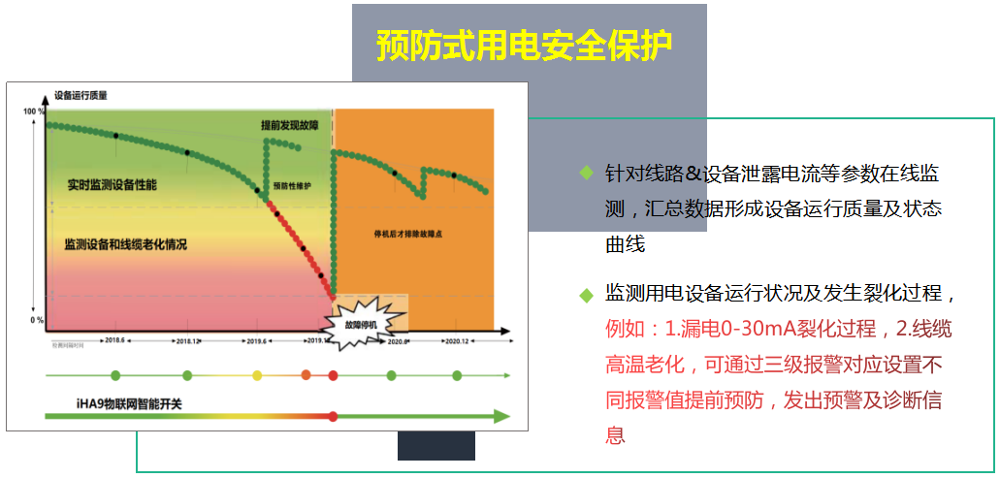 预防式用电安全保护
设备运行质量
100 %
提前发现故障
实时监测设备性能
预防性维护
监测设备和线缆老化情况
停机后才排除故障点
0 %
故障停机
2018.6
2018.12
2019.6
2019.1
2020.6
2020.12
iHA9物联网智能开关
针对线路&设备泄露电流等参数在线监
测，汇总数据形成设备运行质量及状态
曲线
监测用电设备运行状况及发生裂化过程，
例如：1.漏电0-30mA裂化过程，2.线缆
高温老化，可通过三级报警对应设置不
同报警值提前预防，发出预警及诊断信
息